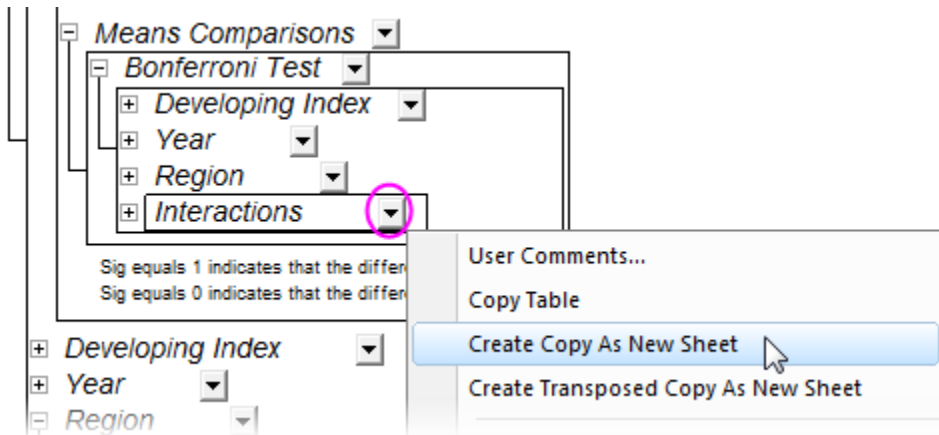 Means Comparisons
Bonferroni Test
Developing Index
Year
Region
Interactions
Sig equals 1 indicates that the
Sig equals 0 indicates that the
User Comments...
Copy Table
Create Copy As New Sheet
Create Transposed Copy As New Sheet
Developing Index
Year
Region